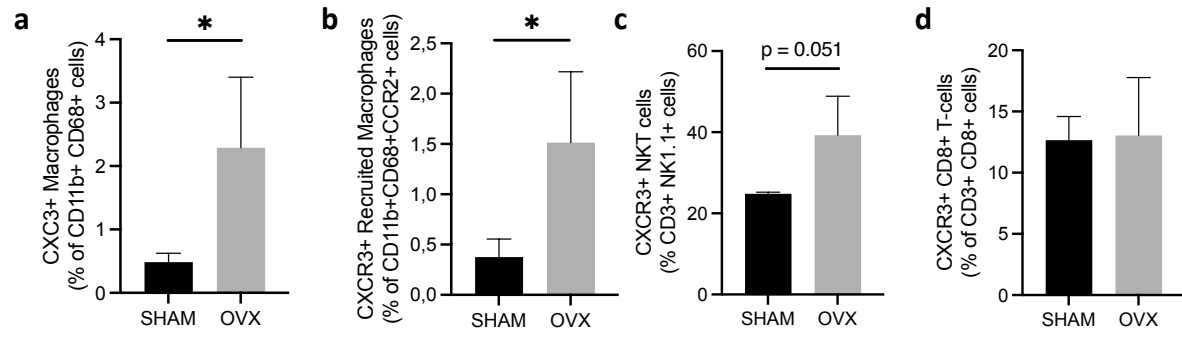 a
CXC3+ Macrophages
(% of CD11b+ CD68+ cells)
4
3
2
1
0
*
SHAM OVX
b
CXCR3+ Recruited Macrophages
(% of CD11b+CD68+CCR2+ cells)
2,5
2,0
1,5
1,0
0,5
0,0
*
SHAM OVX
c
CXCR3+ NKT cells
(% CD3+ NK1.1+ cells)
60
40
20
0
p = 0.051
SHAM OVX
d
CXCR3+ CD8+ T-cells
(% of CD3+ CD8+ cells)
20
15
10
5
0
SHAM OVX